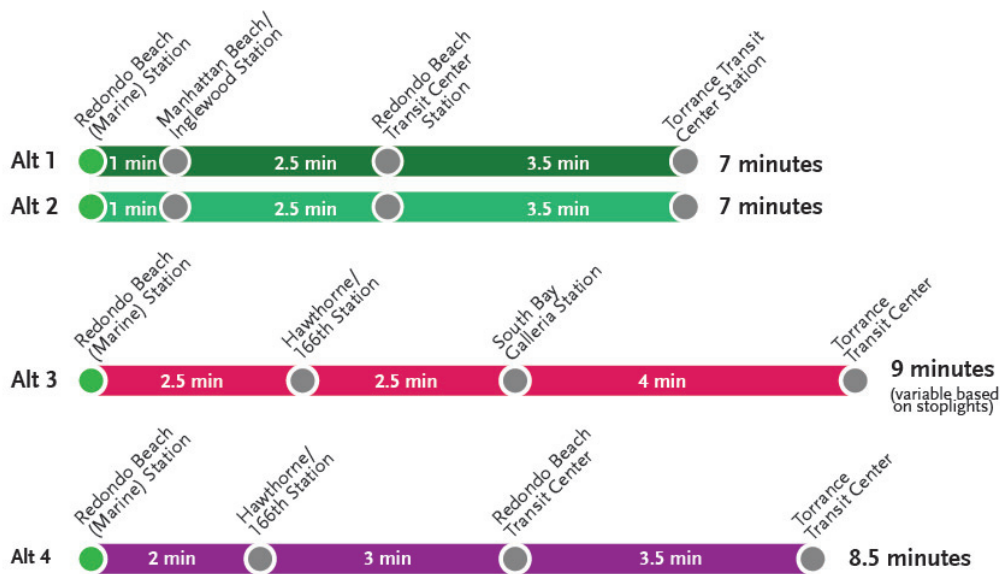 Redondo Beach
(Marine) Station
Manhattan Beach/
Inglewood Station
Redondo Beach
Transit Center
Station
Torrance Transit
Center Station
Alt 1
1 min
2.5 min
3.5 min
7 minutes
Alt 2
1 min
2.5 min
3.5 min
7 minutes
Redondo Beach
(Marine) Station
Hawthorne/
166th Station
South Bay
Galleria Station
Torrance
Transit Center
Alt 3
2.5 min
2.5 min
4 min
9 minutes
(variable based
on stoplights)
Redondo Beach
(Marine) Station
Hawthorne/
166th Station
Redondo Beach
Transit Center
Torrance
Transit Center
Alt 4
2 min
3 min
3.5 min
8.5 minutes